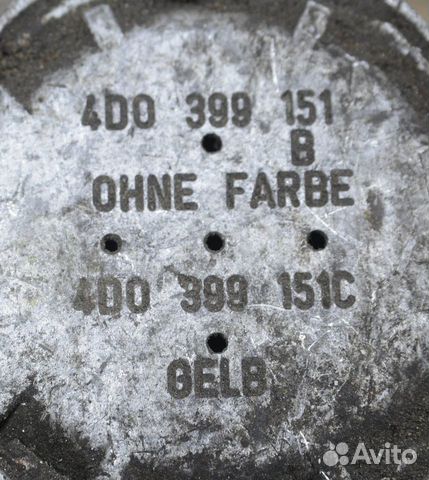 4D0 399 151
B
OHNE FARBE
4D0 399 151C
GELB
Avito